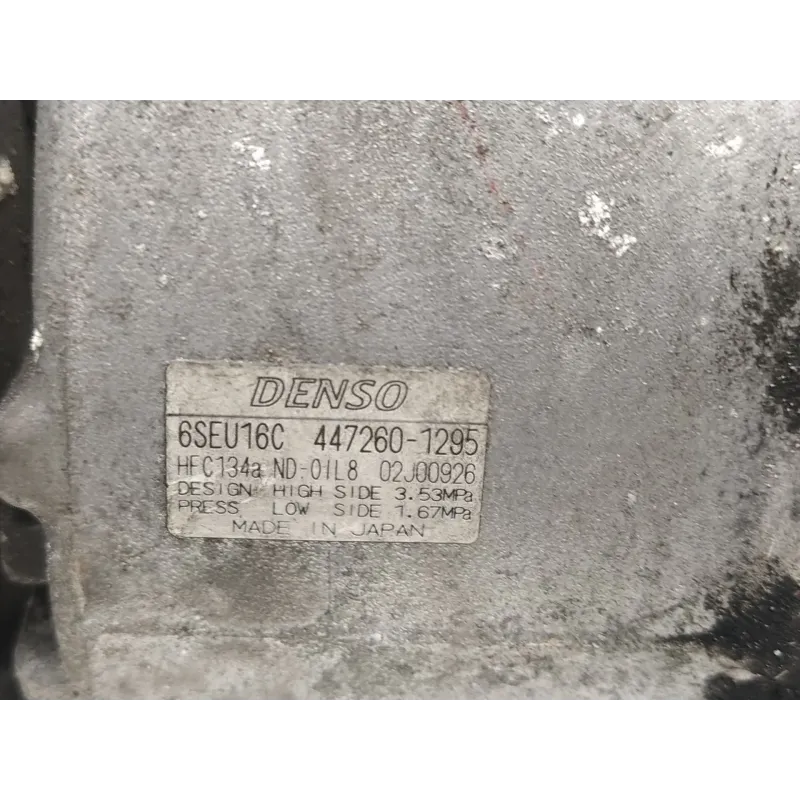 DENSO
6SEU16C 447260-1295
HFC134a ND-OIL8 02J00926
DESIGN HIGH SIDE 3.53MPa
PRESS. LOW SIDE 1.67MPa
MADE IN JAPAN